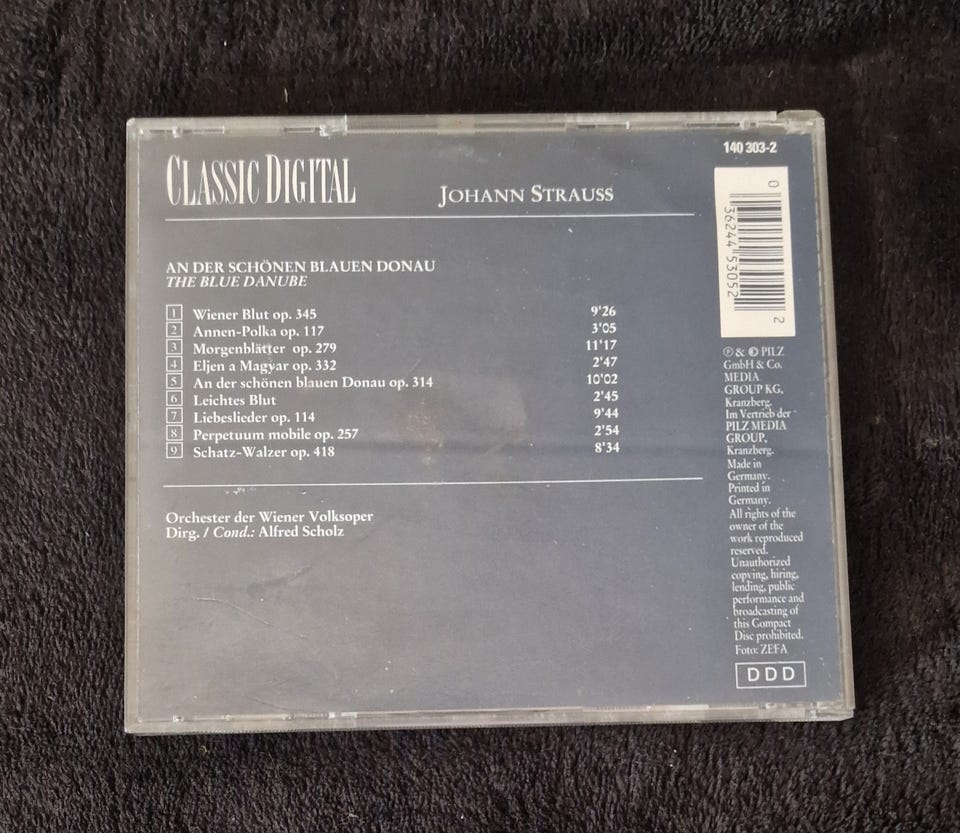 CLASSIC DIGITAL
JOHANN STRAUSS
140 303-2
AN DER SCHÖNEN BLAUEN DONAU
THE BLUE DANUBE
1 Wiener Blut op. 345 9'26
2 Annen-Polka op. 117 3'05
3 Morgenblätter op. 279 11'17
4 Eljen a Magyar op. 332 2'47
5 An der schönen blauen Donau op. 314 10'02
6 Leichtes Blut 2'45
7 Liebeslieder op. 114 9'44
8 Perpetuum mobile op. 257 2'54
9 Schatz-Walzer op. 418 8'34
Orchester der Wiener Volksoper
Dirg. / Cond.: Alfred Scholz
0 36244 53052 2
℗ & © PILZ
GmbH & Co.
MEDIA
GROUP KG,
Kranzberg.
Im Vertrieb der
PILZ MEDIA
GROUP,
Kranzberg.
Made in
Germany.
Printed in
Germany.
All rights of the
owner of the
work reproduced
reserved.
Unauthorized
copying, hiring,
lending, public
performance and
broadcasting of
this Compact
Disc prohibited.
Foto: ZEFA
DDD